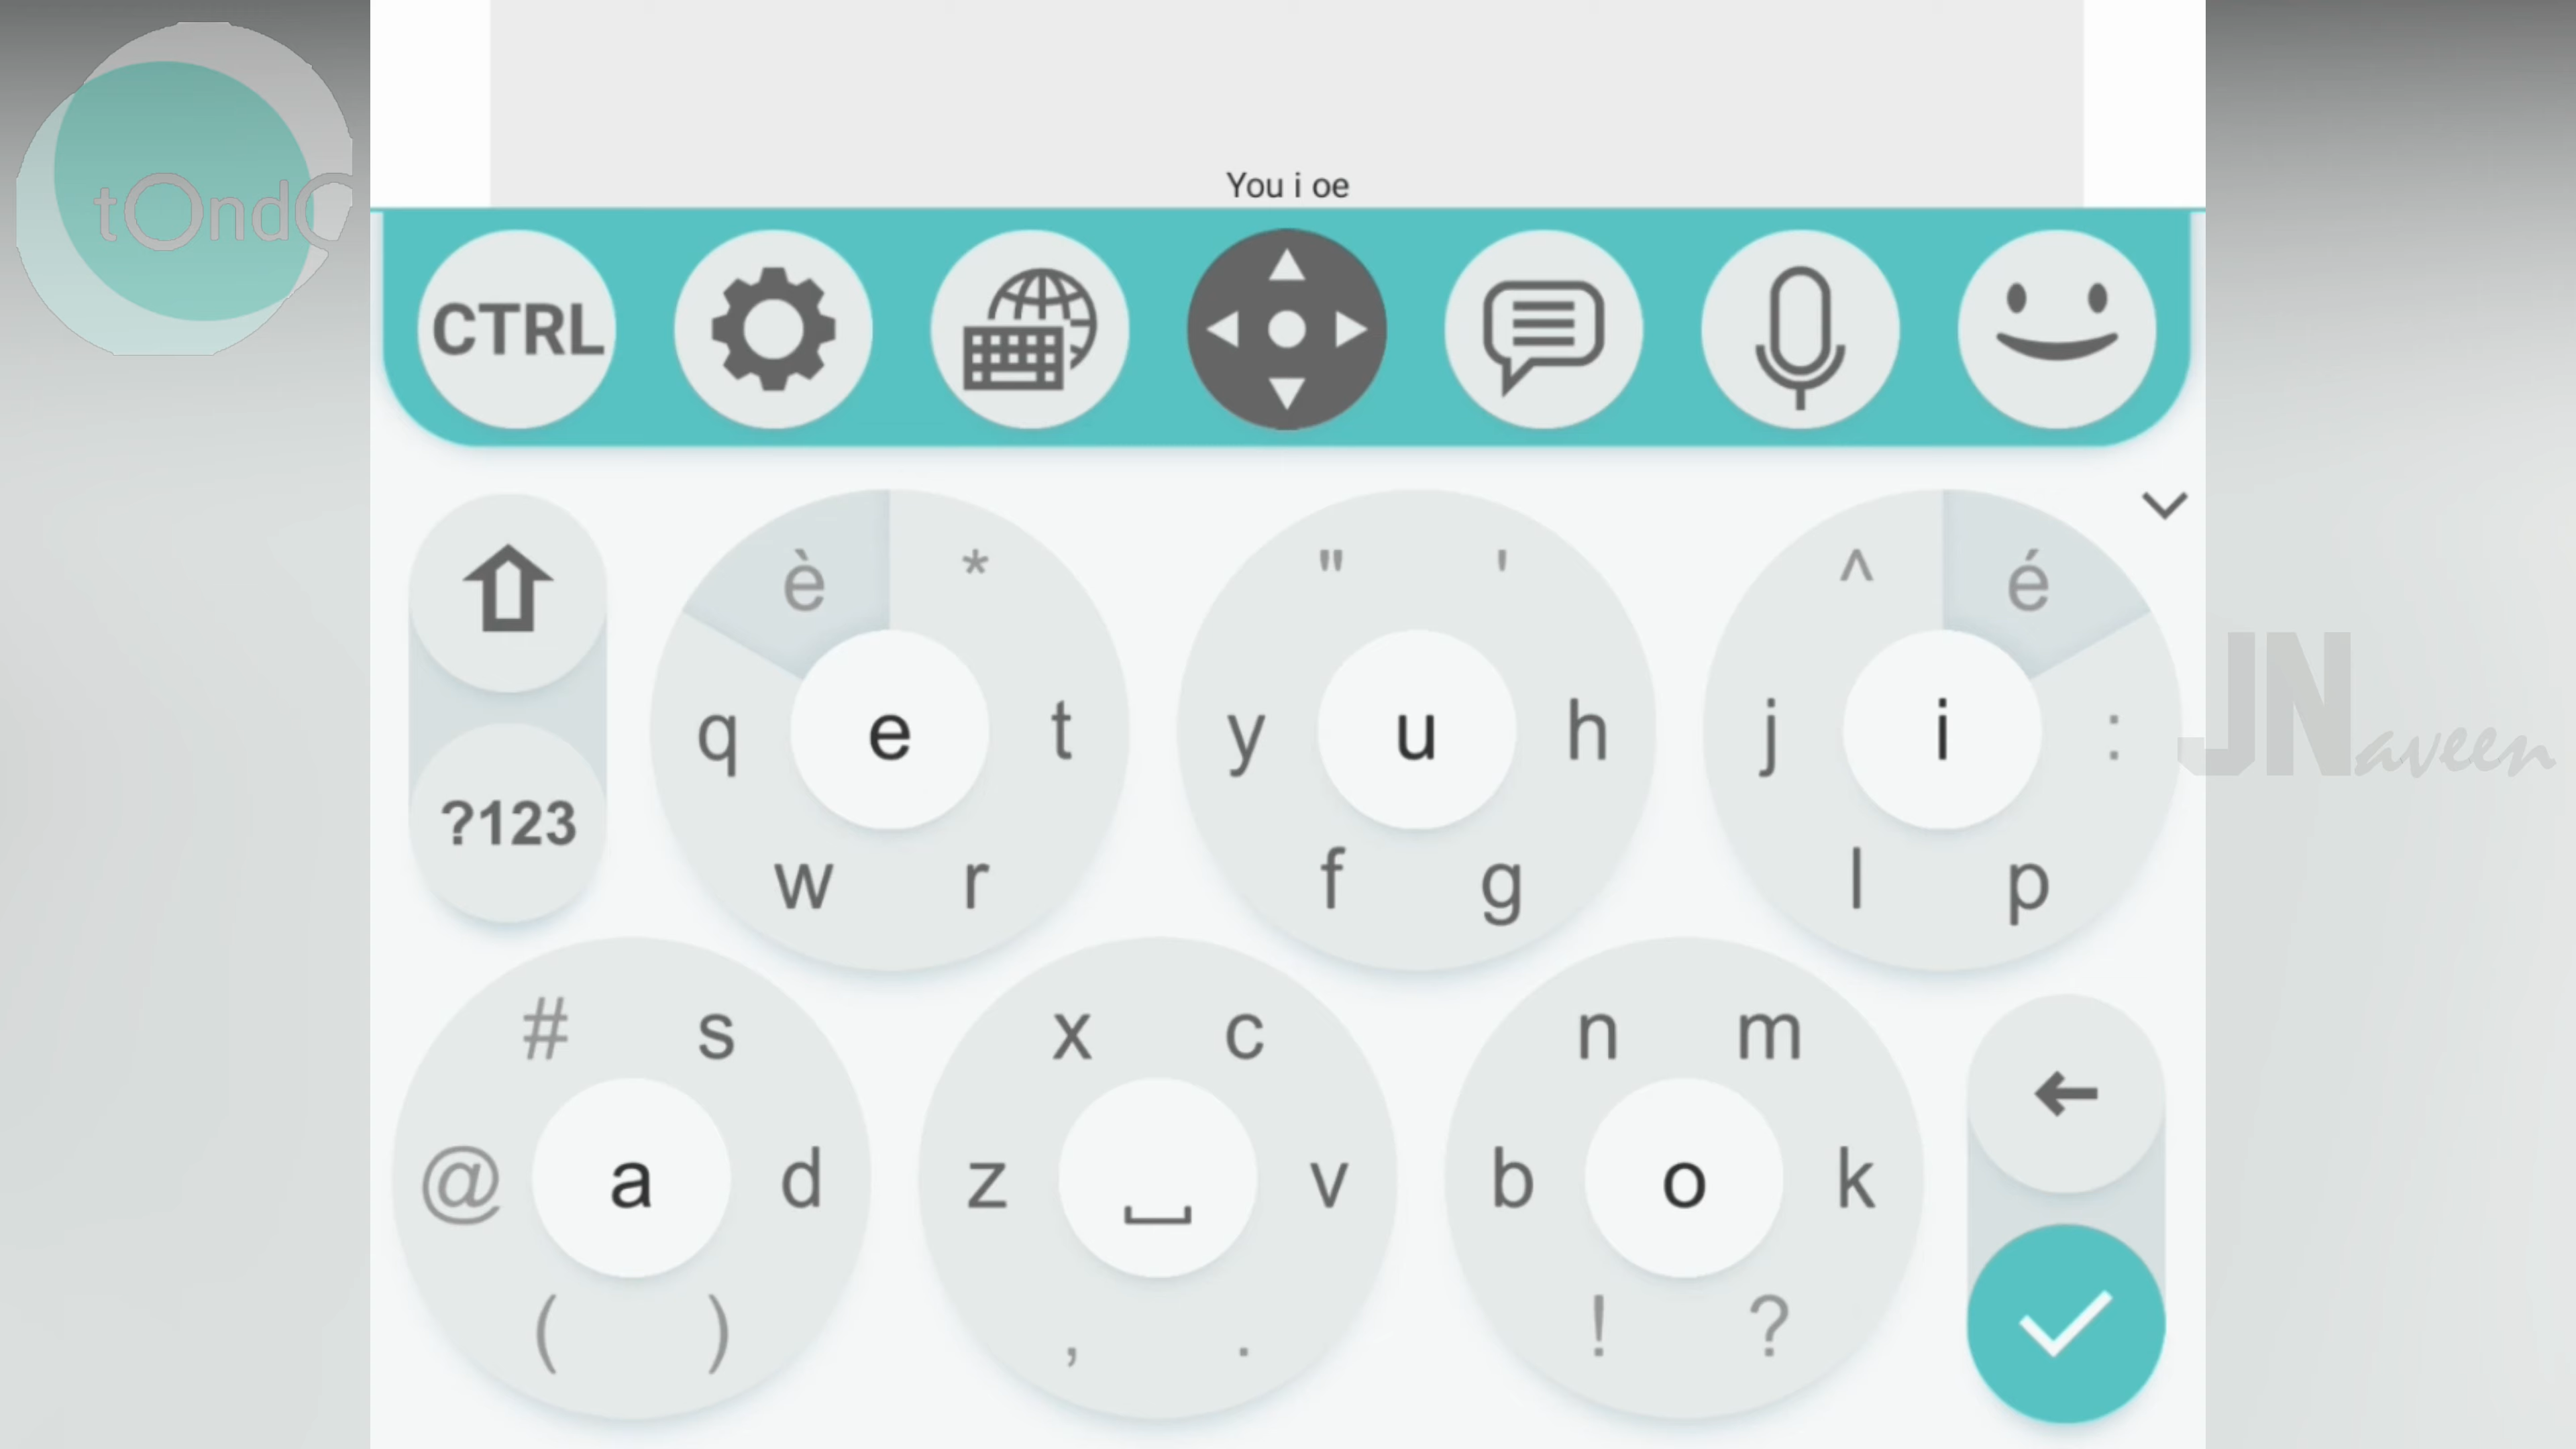 tOndO
You i oe
CTRL
è *
q e t
w r
" '
y u h
f g
^ é
j i :
l p
?123
# s
@ a d
( )
x c
z v
, .
n m
b o k
! ?
JNaveen